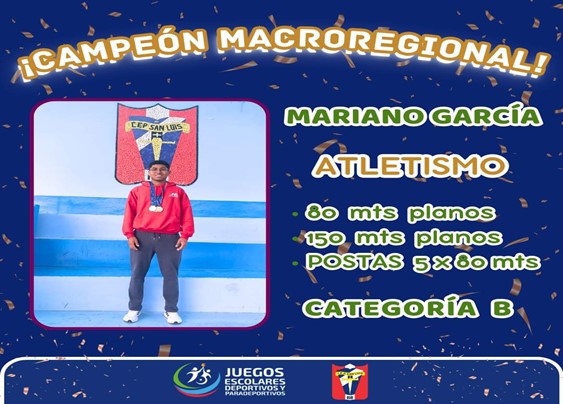 ¡CAMPEÓN MACROREGIONAL!
CEP SAN LUIS
MARIANO GARCÍA
ATLETISMO
• 80 mts planos
• 150 mts planos
• POSTAS 5 x 80 mts
CATEGORÍA B
JUEGOS
ESCOLARES
DEPORTIVOS Y
PARADEPORTIVOS